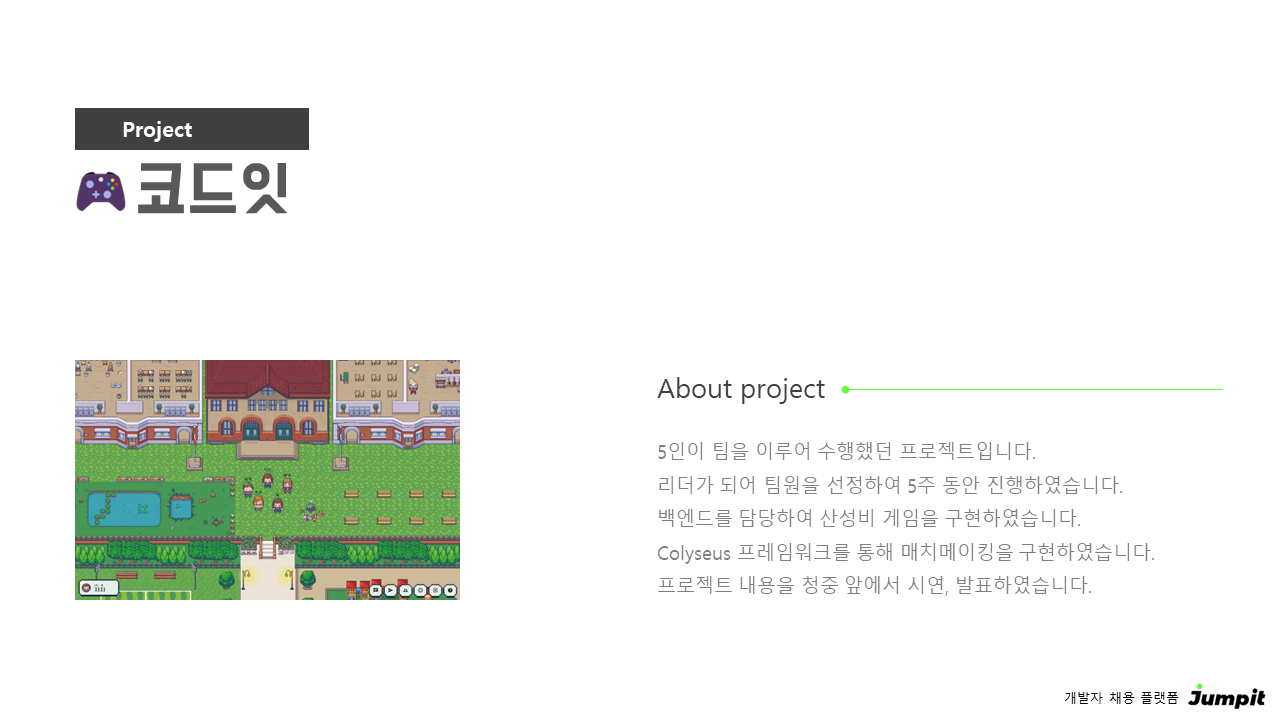 Project
코드잇
About project
5인이 팀을 이루어 수행했던 프로젝트입니다.
리더가 되어 팀원을 선정하여 5주 동안 진행하였습니다.
백엔드를 담당하여 산성비 게임을 구현하였습니다.
Colyseus 프레임워크를 통해 매치메이킹을 구현하였습니다.
프로젝트 내용을 청중 앞에서 시연, 발표하였습니다.
개발자 채용 플랫폼 Jumpit